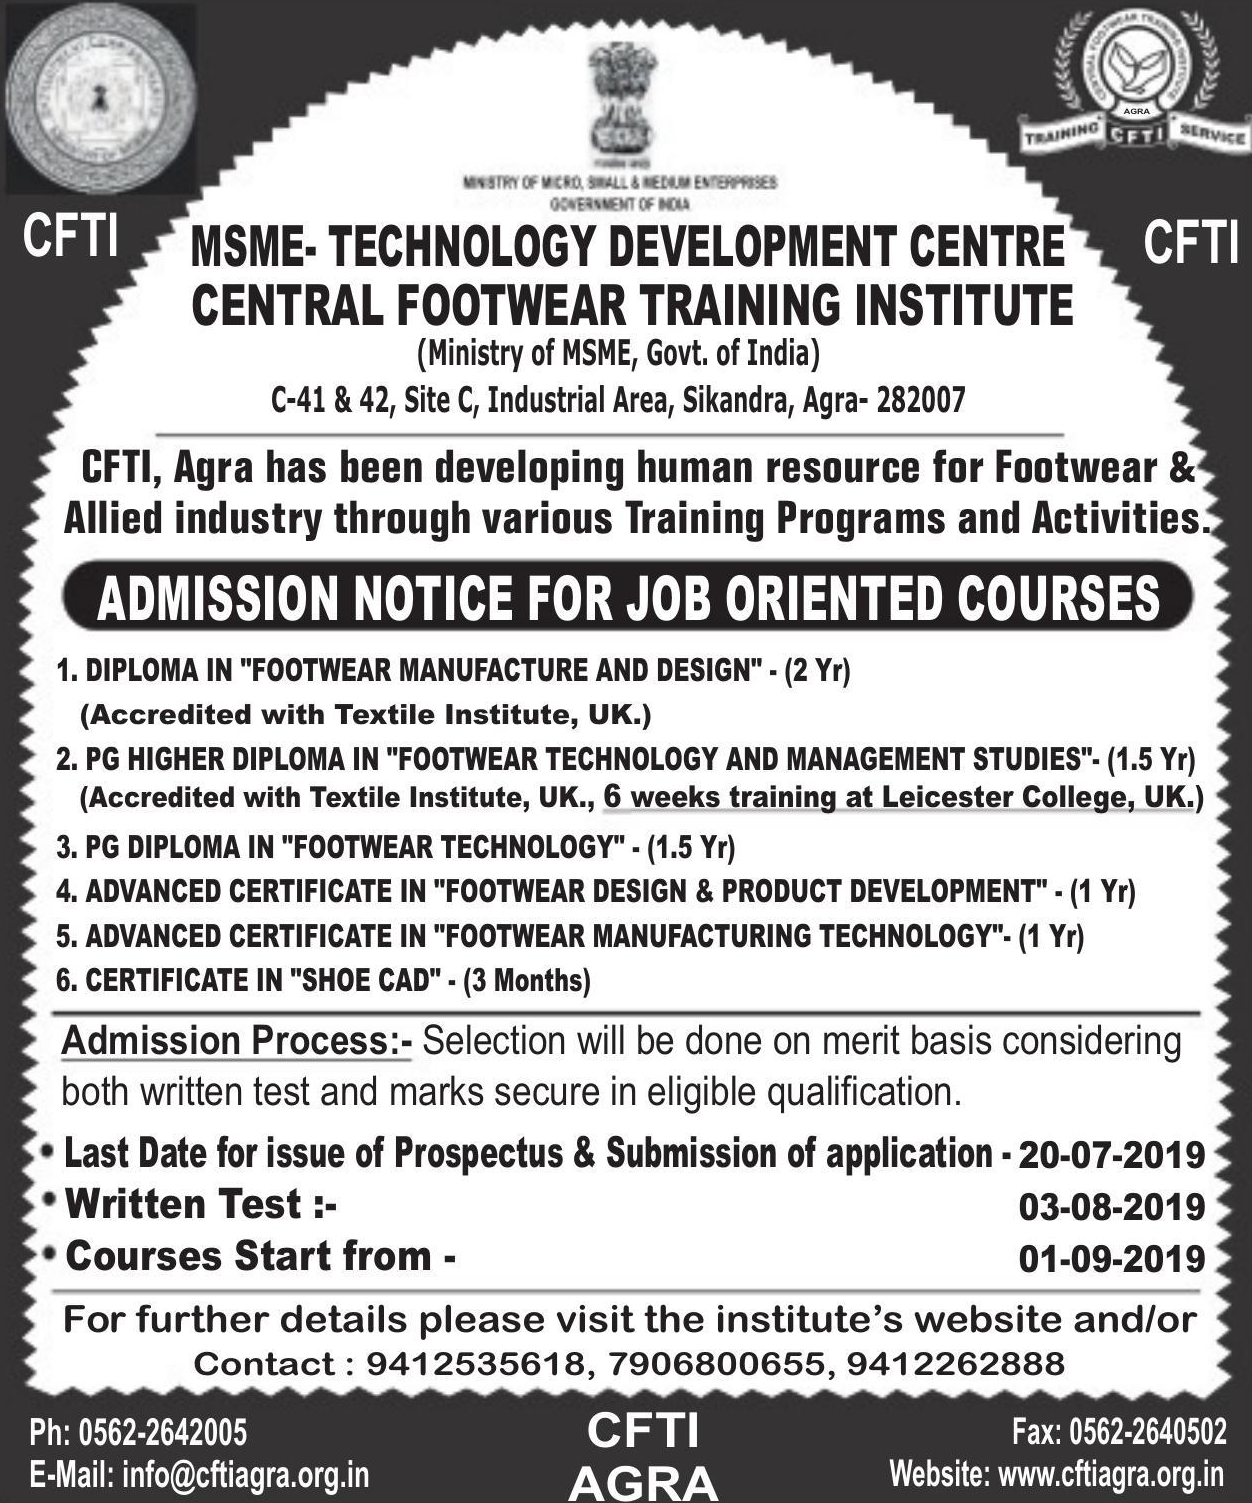 AGRA
TRAINING CFTI SERVICE
MINISTRY OF MICRO, SMALL & MEDIUM ENTERPRISES
GOVERNMENT OF INDIA
CFTI
CFTI
MSME- TECHNOLOGY DEVELOPMENT CENTRE
CENTRAL FOOTWEAR TRAINING INSTITUTE
(Ministry of MSME, Govt. of India)
C-41 & 42, Site C, Industrial Area, Sikandra, Agra- 282007
CFTI, Agra has been developing human resource for Footwear &
Allied industry through various Training Programs and Activities.
ADMISSION NOTICE FOR JOB ORIENTED COURSES
1. DIPLOMA IN "FOOTWEAR MANUFACTURE AND DESIGN" - (2 Yr)
(Accredited with Textile Institute, UK.)
2. PG HIGHER DIPLOMA IN "FOOTWEAR TECHNOLOGY AND MANAGEMENT STUDIES"- (1.5 Yr)
(Accredited with Textile Institute, UK., 6 weeks training at Leicester College, UK.)
3. PG DIPLOMA IN "FOOTWEAR TECHNOLOGY" - (1.5 Yr)
4. ADVANCED CERTIFICATE IN "FOOTWEAR DESIGN & PRODUCT DEVELOPMENT" - (1 Yr)
5. ADVANCED CERTIFICATE IN "FOOTWEAR MANUFACTURING TECHNOLOGY"- (1 Yr)
6. CERTIFICATE IN "SHOE CAD" - (3 Months)
Admission Process:- Selection will be done on merit basis considering
both written test and marks secure in eligible qualification.
• Last Date for issue of Prospectus & Submission of application - 20-07-2019
• Written Test :- 03-08-2019
• Courses Start from - 01-09-2019
For further details please visit the institute's website and/or
Contact : 9412535618, 7906800655, 9412262888
Ph: 0562-2642005
E-Mail: info@cftiagra.org.in
CFTI
AGRA
Fax: 0562-2640502
Website: www.cftiagra.org.in